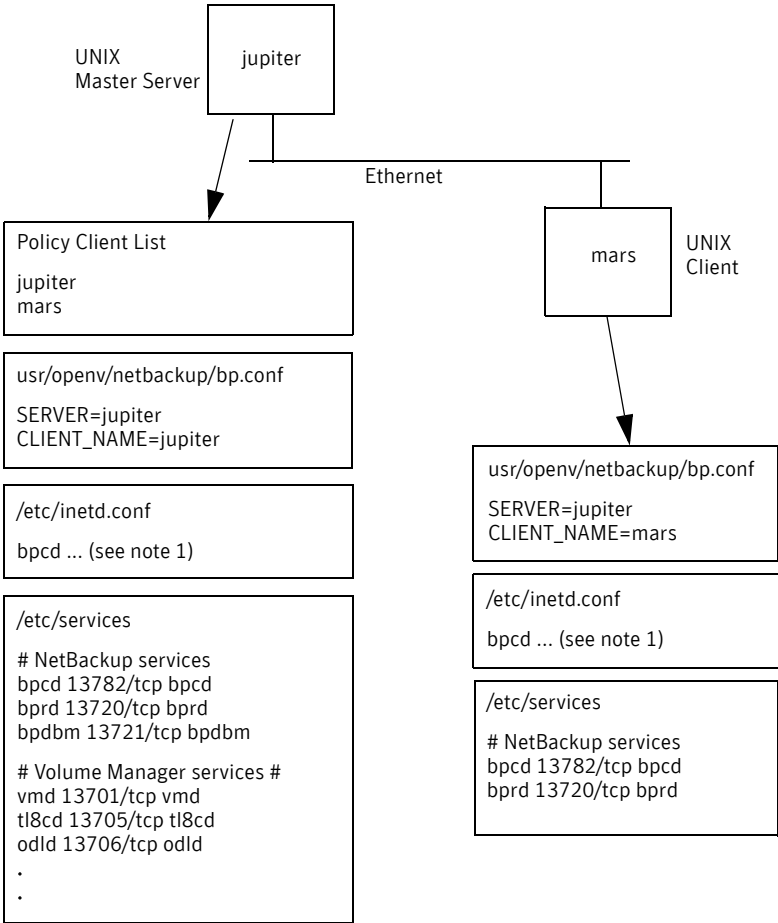 UNIX
Master Server
jupiter
Ethernet
Policy Client List
jupiter
mars
usr/openv/netbackup/bp.conf
SERVER=jupiter
CLIENT_NAME=jupiter
/etc/inetd.conf
bpcd ... (see note 1)
/etc/services
# NetBackup services
bpcd 13782/tcp bpcd
bprd 13720/tcp bprd
bpdbm 13721/tcp bpdbm
# Volume Manager services #
vmd 13701/tcp vmd
tl8cd 13705/tcp tl8cd
odld 13706/tcp odld
.
.
mars
UNIX
Client
usr/openv/netbackup/bp.conf
SERVER=jupiter
CLIENT_NAME=mars
/etc/inetd.conf
bpcd ... (see note 1)
/etc/services
# NetBackup services
bpcd 13782/tcp bpcd
bprd 13720/tcp bprd